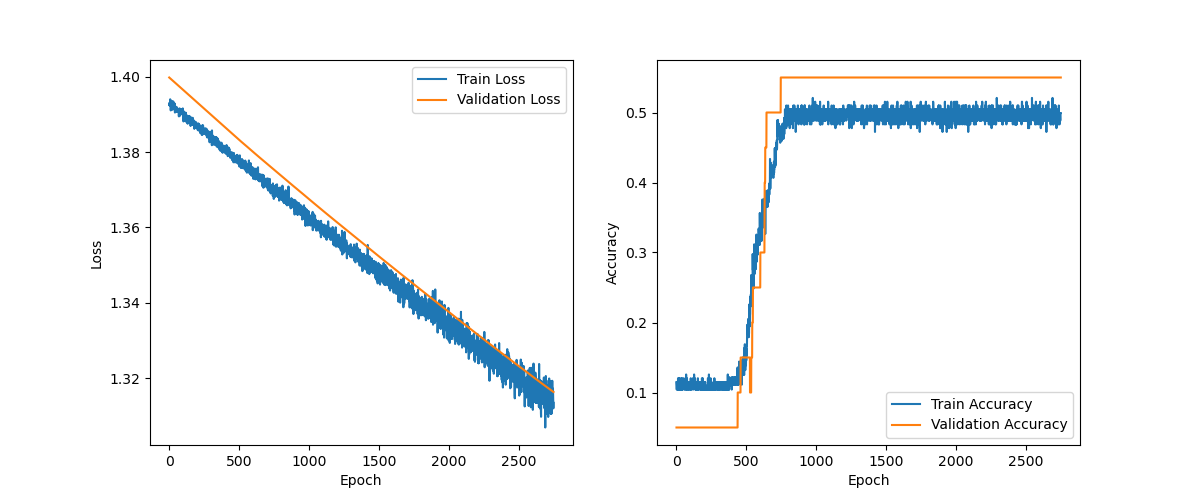 1.40
1.38
1.36
1.34
1.32
Loss
0 500 1000 1500 2000 2500
Epoch
Train Loss
Validation Loss
0.5
0.4
0.3
0.2
0.1
Accuracy
0 500 1000 1500 2000 2500
Epoch
Train Accuracy
Validation Accuracy